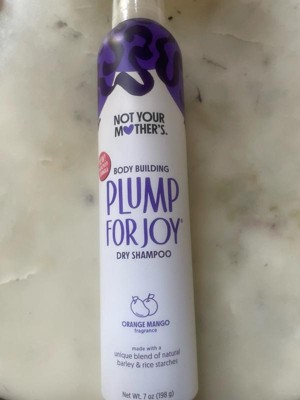 NOT YOUR
MOTHER'S.
BODY BUILDING
PLUMP
FOR JOY®
DRY SHAMPOO
ORANGE MANGO
fragrance
made with a
unique blend of natural
barley & rice starches
Net Wt. 7 oz (198 g)